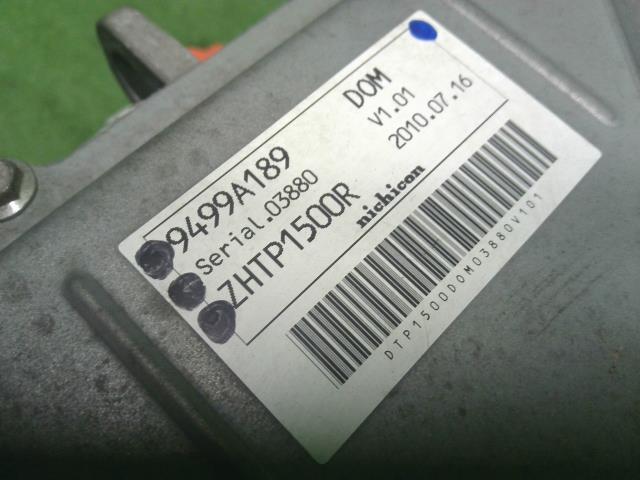 9499A189
DOM
Serial.03880
V1.01
ZHTP1500R
2010.07.16
nichicon
DTP1500DOM03880V101